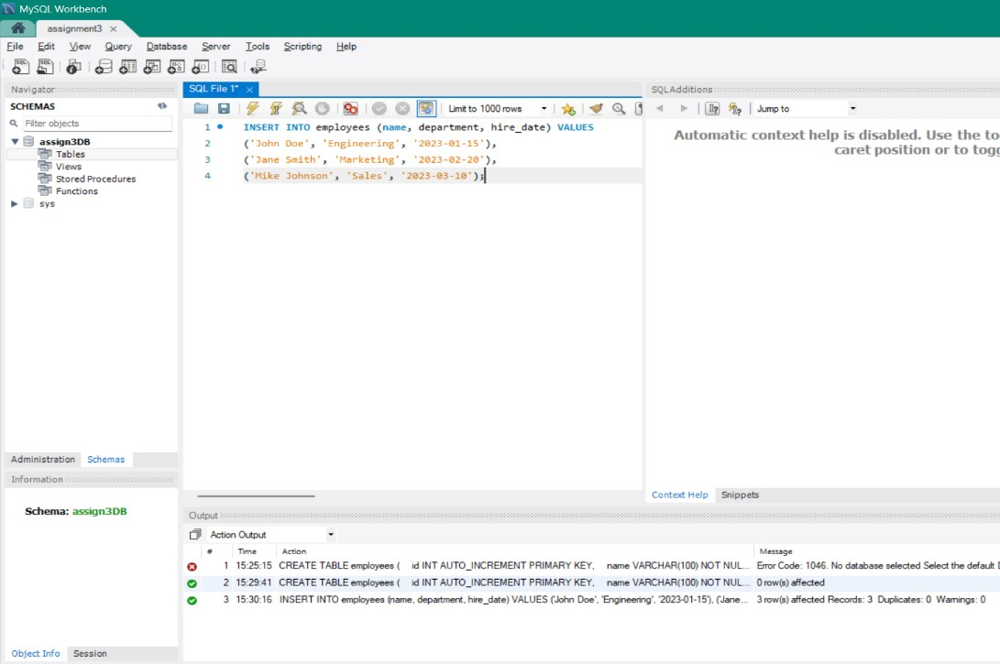 MySQL Workbench
assignment3
File Edit View Query Database Server Tools Scripting Help
Navigator
SCHEMAS
Filter objects
assign3DB
Tables
Views
Stored Procedures
Functions
sys
Administration Schemas
Information
Schema: assign3DB
Object Info Session
SQL File 1*
Limit to 1000 rows
1 INSERT INTO employees (name, department, hire_date) VALUES
2 ('John Doe', 'Engineering', '2023-01-15'),
3 ('Jane Smith', 'Marketing', '2023-02-20'),
4 ('Mike Johnson', 'Sales', '2023-03-10');
SQLAdditions
Jump to
Automatic context help is disabled. Use the too
caret position or to togg
Context Help Snippets
Output
Action Output
# Time Action Message
1 15:25:15 CREATE TABLE employees ( id INT AUTO_INCREMENT PRIMARY KEY, name VARCHAR(100) NOT NUL... Error Code: 1046. No database selected Select the default D
2 15:29:41 CREATE TABLE employees ( id INT AUTO_INCREMENT PRIMARY KEY, name VARCHAR(100) NOT NUL... 0 row(s) affected
3 15:30:16 INSERT INTO employees (name, department, hire_date) VALUES ('John Doe', 'Engineering', '2023-01-15'), ('Jane... 3 row(s) affected Records: 3 Duplicates: 0 Warnings: 0